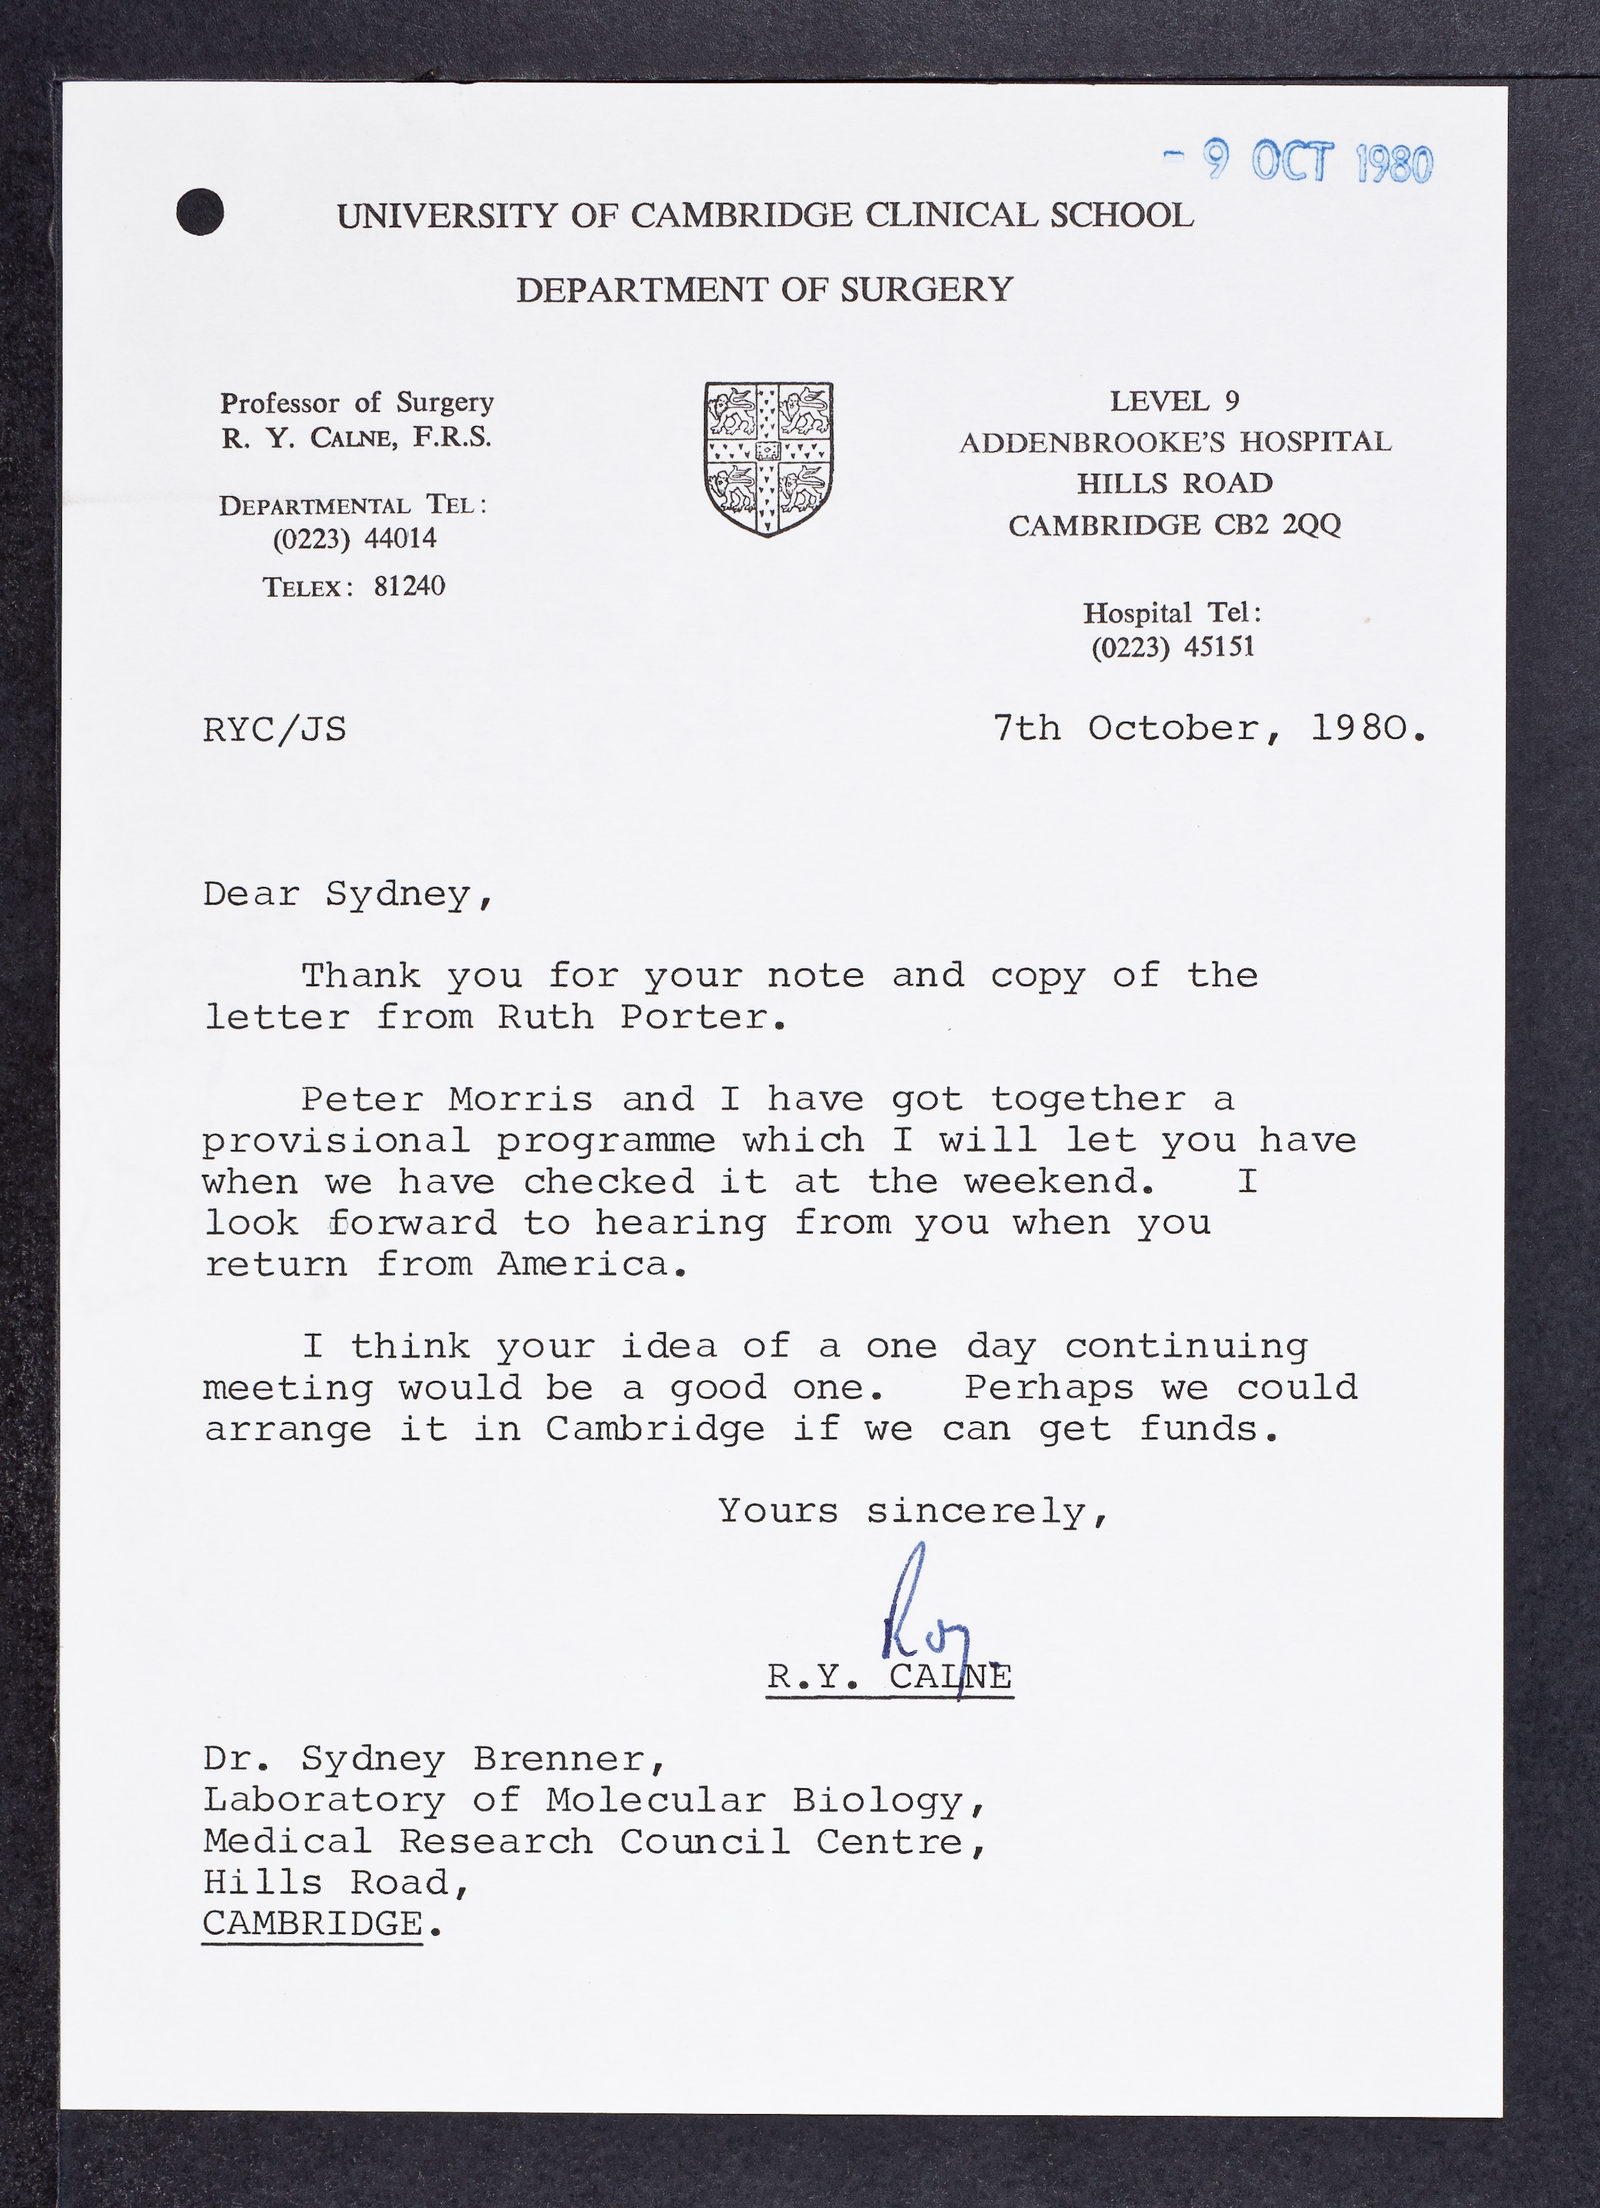 - 9 OCT 1980
UNIVERSITY OF CAMBRIDGE CLINICAL SCHOOL
DEPARTMENT OF SURGERY
Professor of Surgery
R. Y. CALNE, F.R.S.
DEPARTMENTAL TEL:
(0223) 44014
TELEX: 81240
LEVEL 9
ADDENBROOKE'S HOSPITAL
HILLS ROAD
CAMBRIDGE CB2 2QQ
Hospital Tel:
(0223) 45151
RYC/JS
7th October, 1980.
Dear Sydney,
Thank you for your note and copy of the
letter from Ruth Porter.
Peter Morris and I have got together a
provisional programme which I will let you have
when we have checked it at the weekend. I
look forward to hearing from you when you
return from America.
I think your idea of a one day continuing
meeting would be a good one. Perhaps we could
arrange it in Cambridge if we can get funds.
Yours sincerely,
Roy.
R.Y. CALNE
Dr. Sydney Brenner,
Laboratory of Molecular Biology,
Medical Research Council Centre,
Hills Road,
CAMBRIDGE.